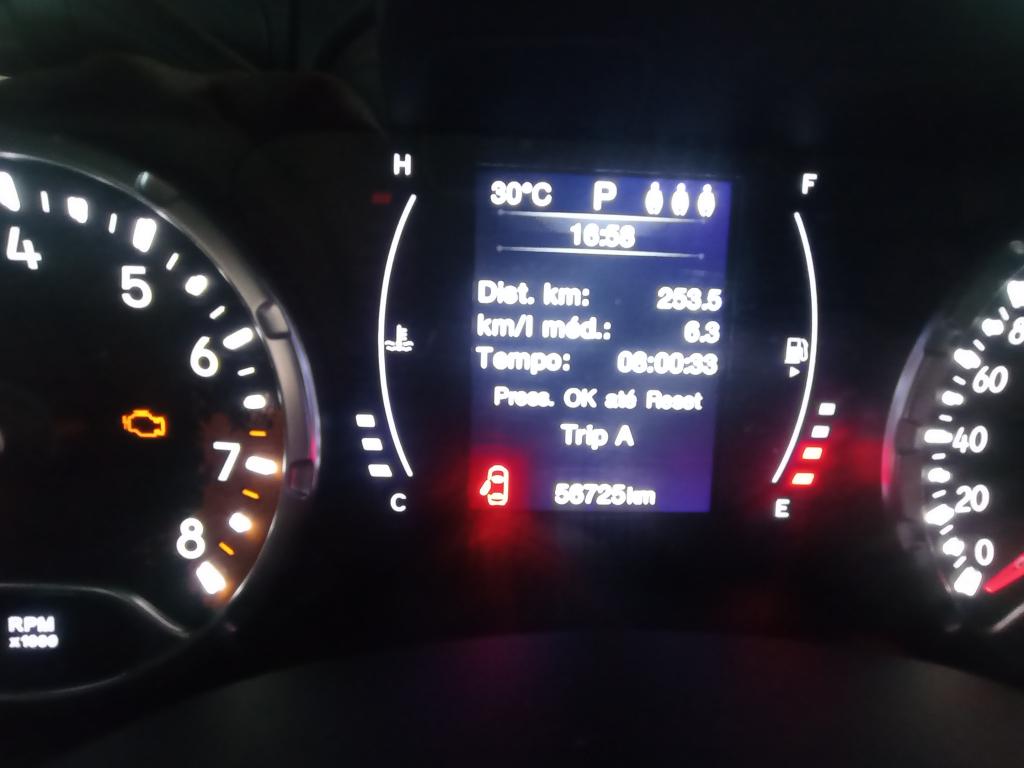 4
5
6
7
8
RPM
x1000
H
C
30°C P
16:58
Dist. km: 253.5
km/l méd.: 6.3
Tempo: 08:00:33
Press. OK até Reset
Trip A
56725km
F
E
60
40
20
0